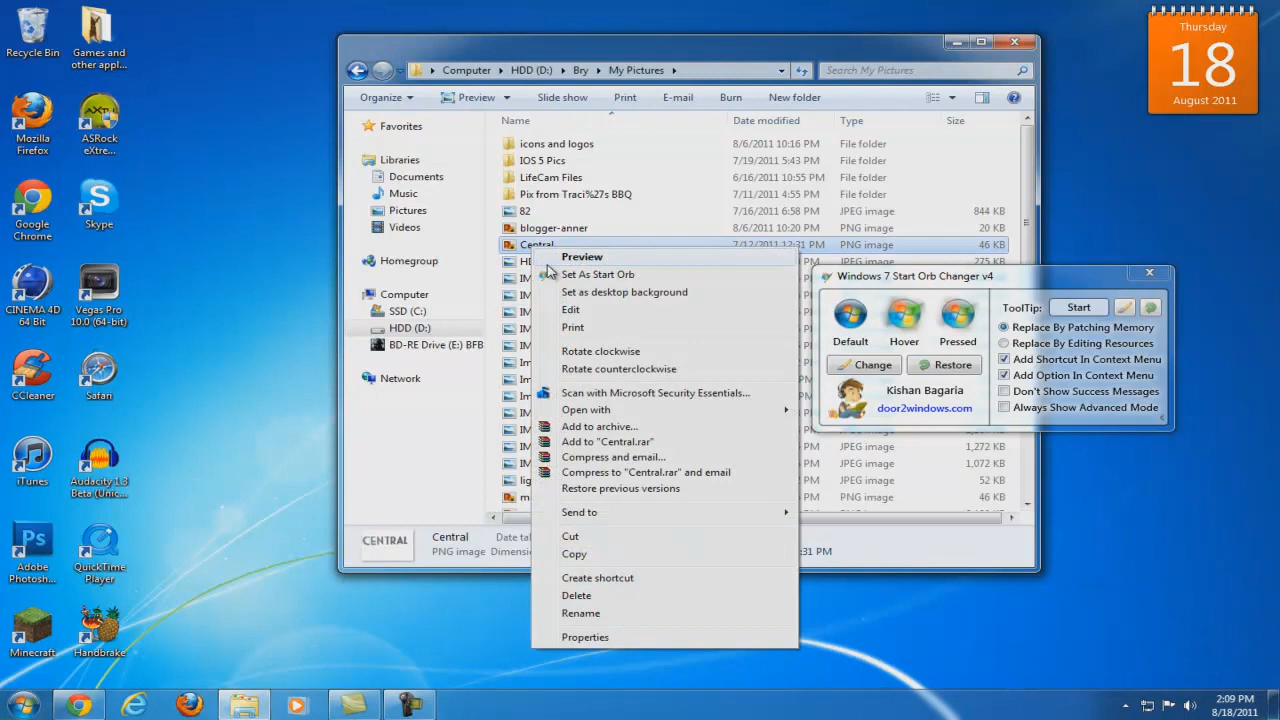 Recycle Bin
Games and
other appl...
Mozilla
Firefox
ASRock
eXtre...
Google
Chrome
Skype
CINEMA 4D
64 Bit
Vegas Pro
10.0 (64-bit)
CCleaner
Safari
iTunes
Audacity 1.3
Beta (Unic...
Adobe
Photosh...
QuickTime
Player
Minecraft
Handbrake
Computer HDD (D:) Bry My Pictures
Search My Pictures
Organize Preview Slide show Print E-mail Burn New folder
Favorites
Libraries
Documents
Music
Pictures
Videos
Homegroup
Computer
SSD (C:)
HDD (D:)
BD-RE Drive (E:) BFB
Network
Name Date modified Type Size
icons and logos 8/6/2011 10:16 PM File folder
IOS 5 Pics 7/19/2011 5:43 PM File folder
LifeCam Files 6/16/2011 10:55 PM File folder
Pix from Traci%27s BBQ 7/11/2011 4:55 PM File folder
82 7/16/2011 6:58 PM JPEG image 844 KB
blogger-anner 8/6/2011 10:20 PM PNG image 20 KB
Central 7/12/2011 12:31 PM PNG image 46 KB
1,272 KB
1,072 KB
JPEG image 52 KB
PNG image 46 KB
Preview
Set As Start Orb
Set as desktop background
Edit
Print
Rotate clockwise
Rotate counterclockwise
Scan with Microsoft Security Essentials...
Open with
Add to archive...
Add to "Central.rar"
Compress and email...
Compress to "Central.rar" and email
Restore previous versions
Send to
Cut
Copy
Create shortcut
Delete
Rename
Properties
CENTRAL
Central
PNG image
:31 PM
Windows 7 Start Orb Changer v4
Default Hover Pressed
Change Restore
Kishan Bagaria
door2windows.com
ToolTip: Start
Replace By Patching Memory
Replace By Editing Resources
Add Shortcut In Context Menu
Add Option In Context Menu
Don't Show Success Messages
Always Show Advanced Mode
Thursday
18
August 2011
2:09 PM
8/18/2011